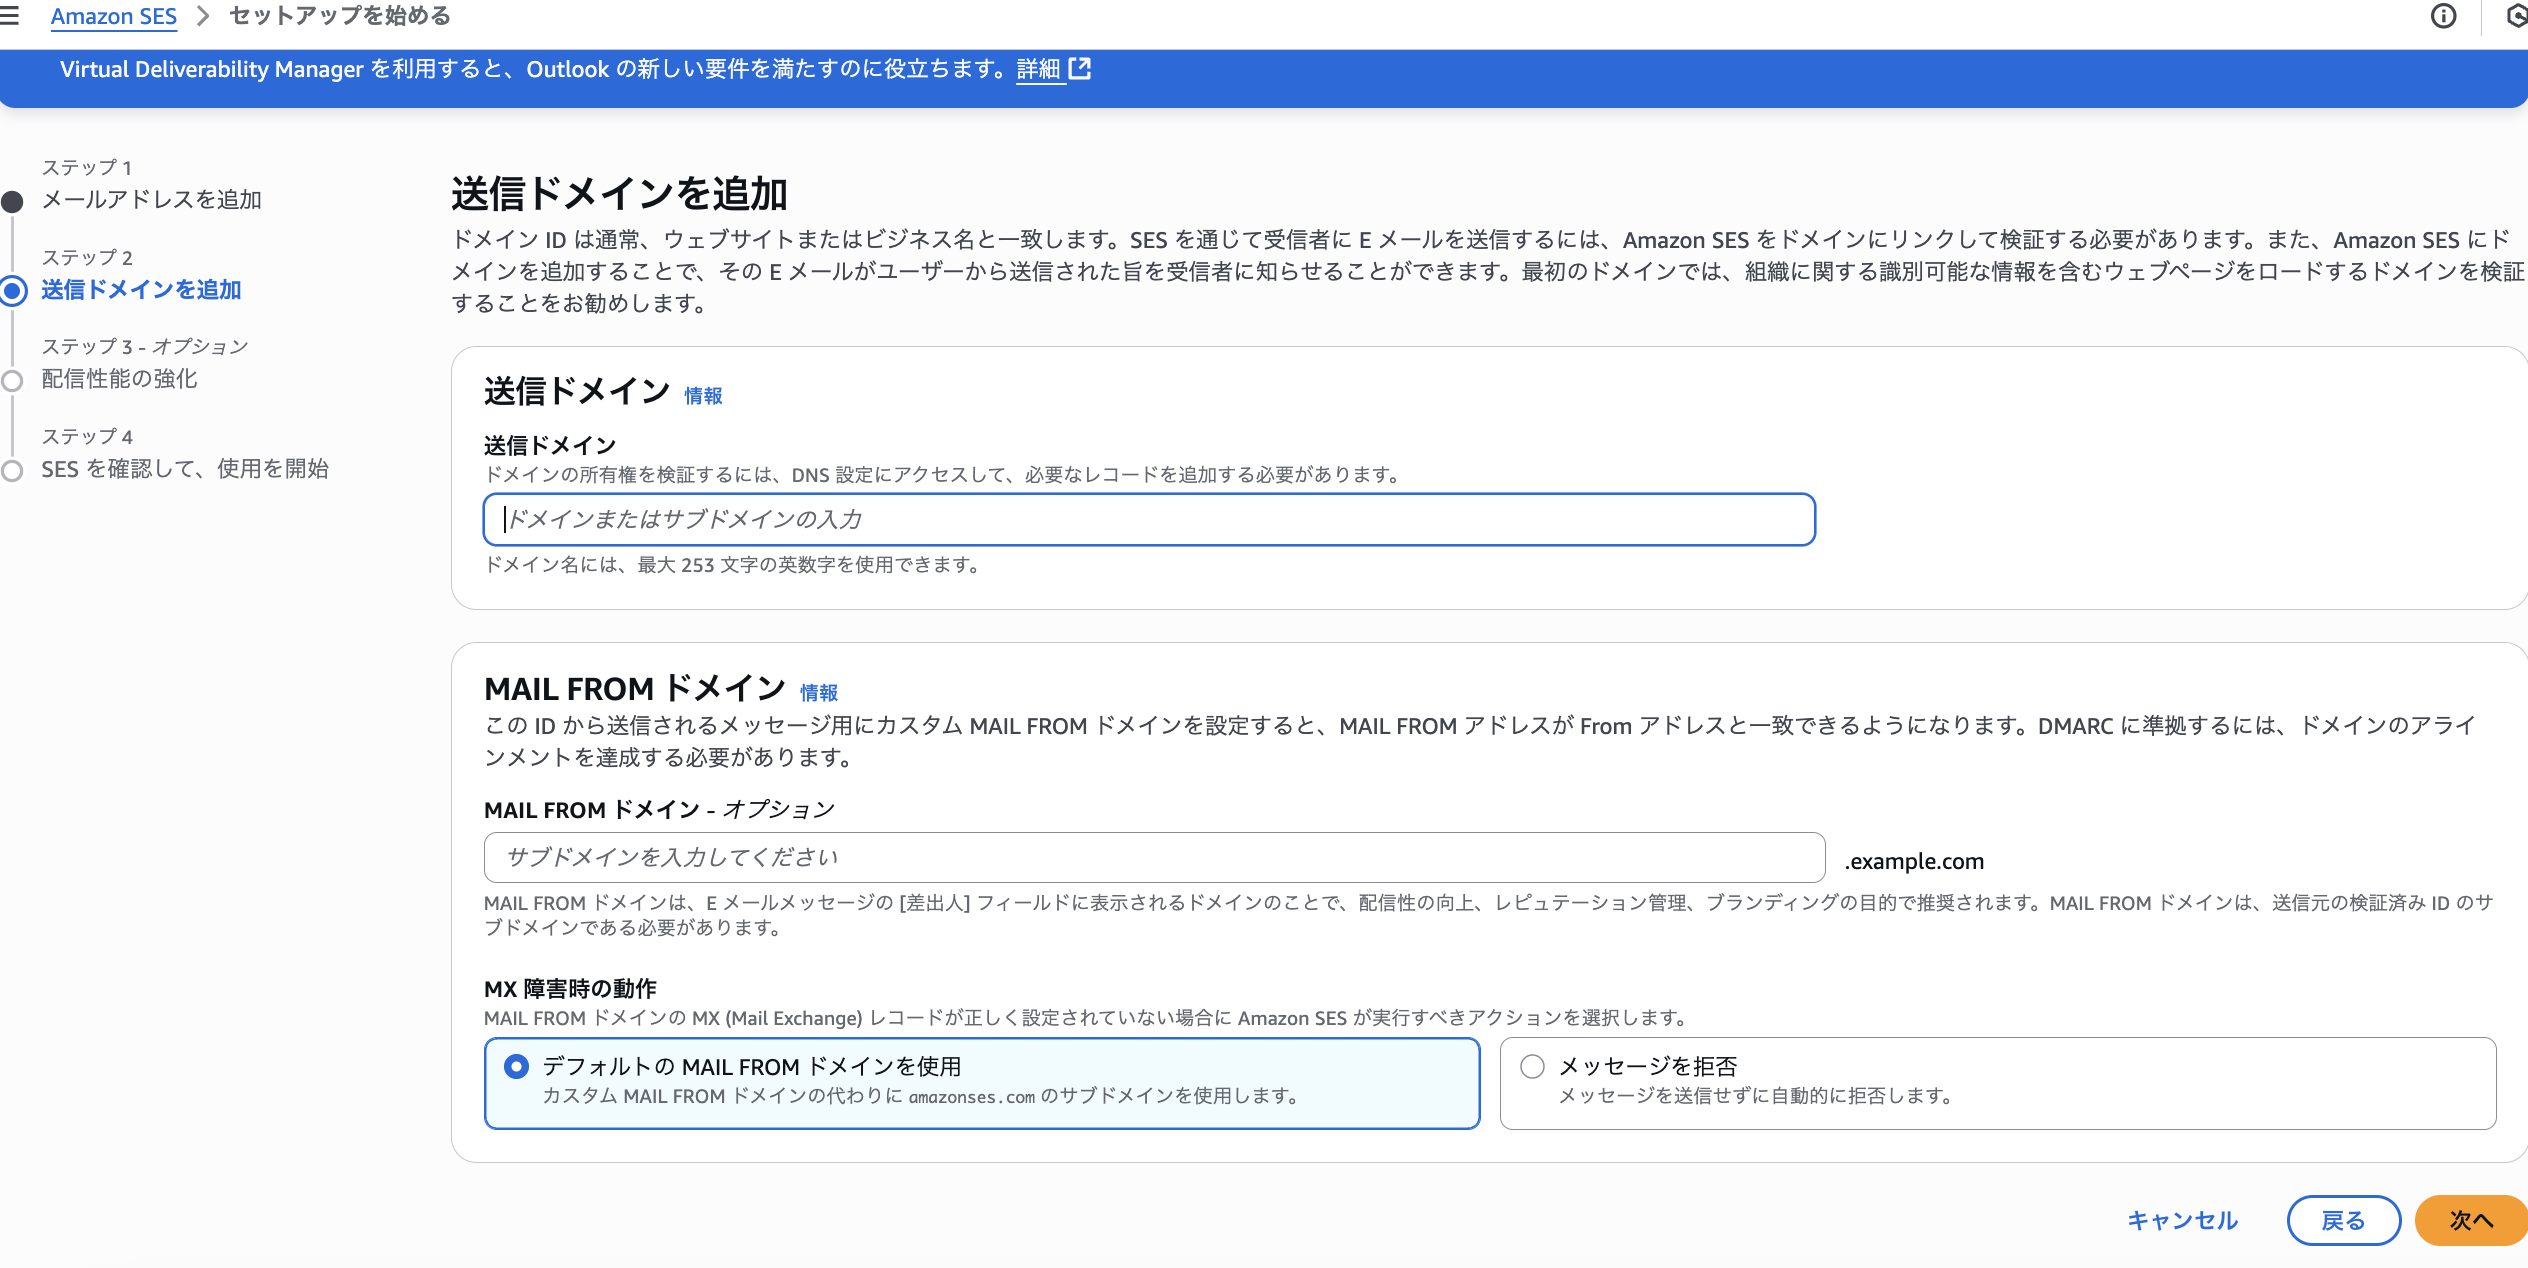 Amazon SES > セットアップを始める
Virtual Deliverability Manager を利用すると、Outlook の新しい要件を満たすのに役立ちます。詳細
ステップ 1
メールアドレスを追加
ステップ 2
送信ドメインを追加
ステップ 3 - オプション
配信性能の強化
ステップ 4
SES を確認して、使用を開始
送信ドメインを追加
ドメイン ID は通常、ウェブサイトまたはビジネス名と一致します。SES を通じて受信者に E メールを送信するには、Amazon SES をドメインにリンクして検証する必要があります。また、Amazon SES にド
メインを追加することで、その E メールがユーザーから送信された旨を受信者に知らせることができます。最初のドメインでは、組織に関する識別可能な情報を含むウェブページをロードするドメインを検証
することをお勧めします。
送信ドメイン 情報
送信ドメイン
ドメインの所有権を検証するには、DNS 設定にアクセスして、必要なレコードを追加する必要があります。
ドメインまたはサブドメインの入力
ドメイン名には、最大 253 文字の英数字を使用できます。
MAIL FROM ドメイン 情報
この ID から送信されるメッセージ用にカスタム MAIL FROM ドメインを設定すると、MAIL FROM アドレスが From アドレスと一致できるようになります。DMARC に準拠するには、ドメインのアライ
ンメントを達成する必要があります。
MAIL FROM ドメイン - オプション
サブドメインを入力してください
.example.com
MAIL FROM ドメインは、E メールメッセージの [差出人] フィールドに表示されるドメインのことで、配信性の向上、レピュテーション管理、ブランディングの目的で推奨されます。MAIL FROM ドメインは、送信元の検証済み ID のサ
ブドメインである必要があります。
MX 障害時の動作
MAIL FROM ドメインの MX (Mail Exchange) レコードが正しく設定されていない場合に Amazon SES が実行すべきアクションを選択します。
デフォルトの MAIL FROM ドメインを使用
カスタム MAIL FROM ドメインの代わりに amazonses.com のサブドメインを使用します。
メッセージを拒否
メッセージを送信せずに自動的に拒否します。
キャンセル
戻る
次へ